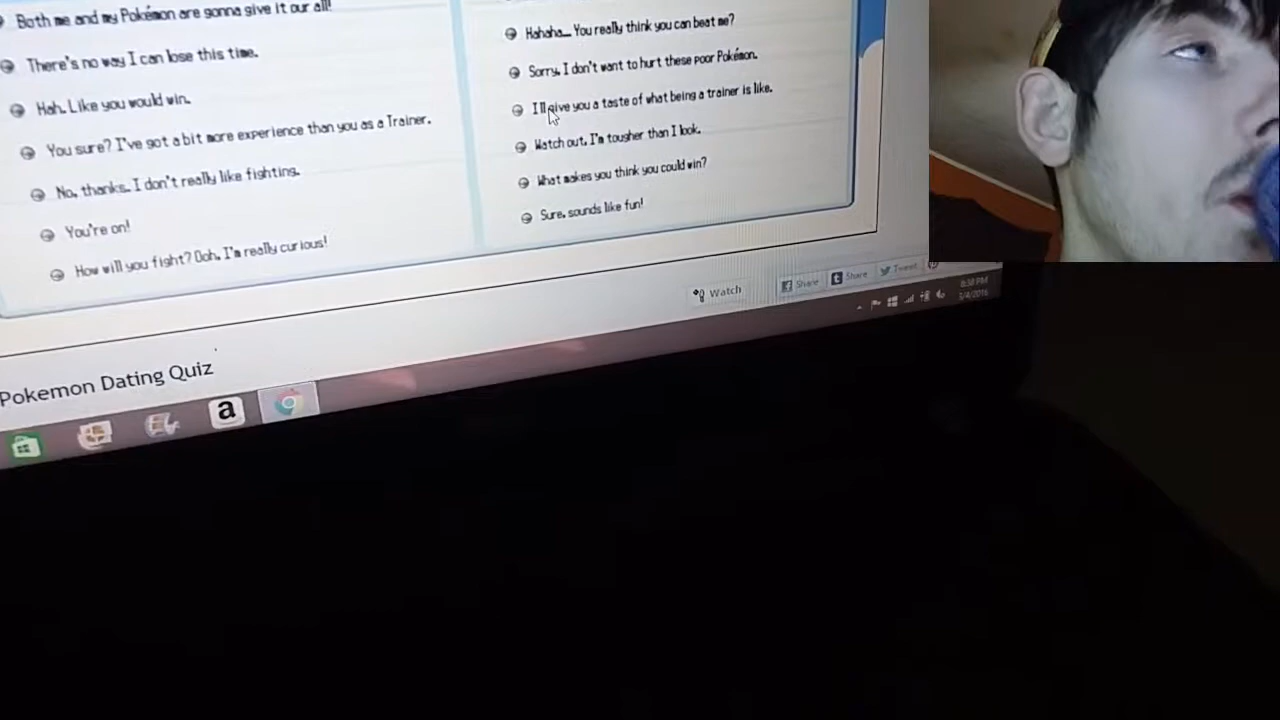 Both me and my Pokémon are gonna give it our all!
There's no way I can lose this time.
Hah. Like you would win.
You sure? I've got a bit more experience than you as a Trainer.
No, thanks. I don't really like fighting.
You're on!
How will you fight? Ooh, I'm really curious!
Hahaha... You really think you can beat me?
Sorry, I don't want to hurt these poor Pokémon.
I'll give you a taste of what being a trainer is like.
Watch out, I'm tougher than I look.
What makes you think you could win?
Sure, sounds like fun!
Watch
Share
t Share
Tweet
Pokemon Dating Quiz
a